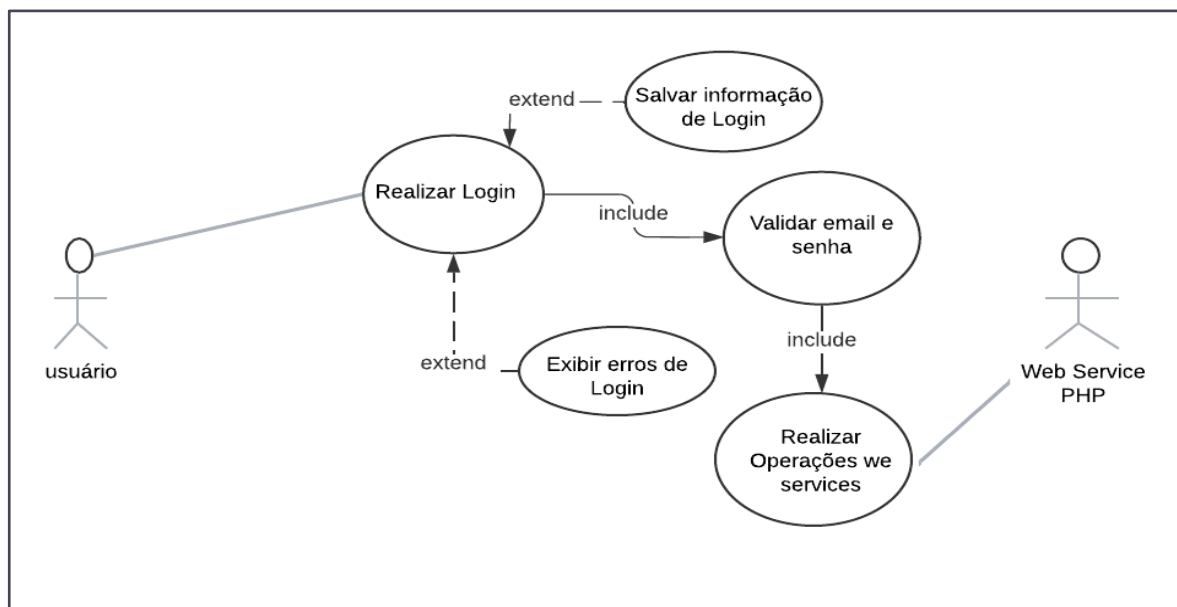 extend
Salvar informação
de Login
Realizar Login
include
Validar email e
senha
usuário
extend
Exibir erros de
Login
include
Web Service
PHP
Realizar
Operações we
services